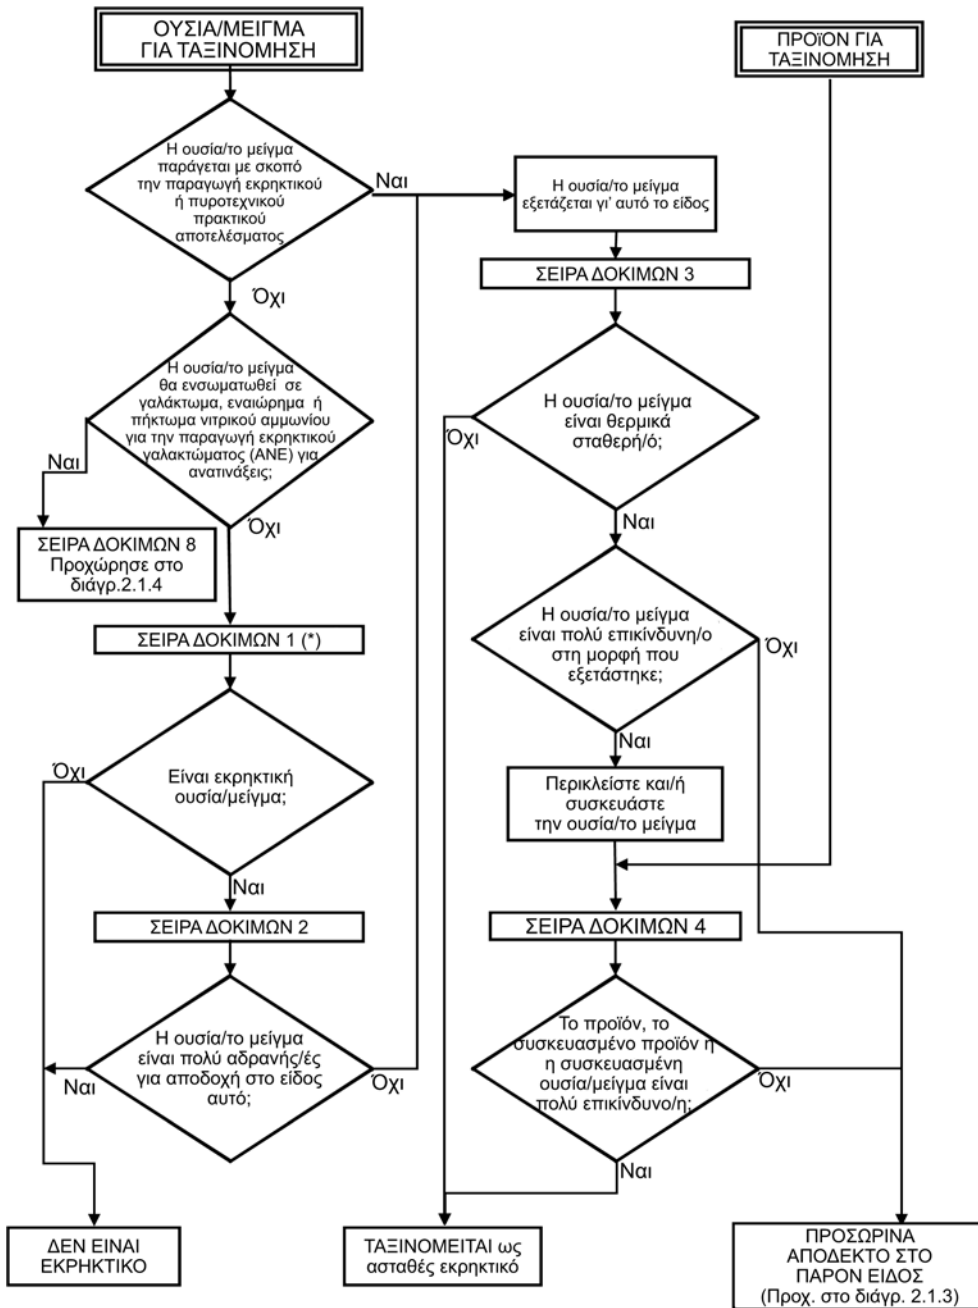 ΟΥΣΙΑ/ΜΕΙΓΜΑ
ΓΙΑ ΤΑΞΙΝΟΜΗΣΗ
ΠΡΟΪΟΝ ΓΙΑ
ΤΑΞΙΝΟΜΗΣΗ
Η ουσία/το μείγμα
παράγεται με σκοπό
την παραγωγή εκρηκτικού
ή πυροτεχνικού
πρακτικού
αποτελέσματος
Ναι
Η ουσία/το μείγμα
εξετάζεται γι' αυτό το είδος
ΣΕΙΡΑ ΔΟΚΙΜΩΝ 3
Όχι
Η ουσία/το μείγμα
θα ενσωματωθεί σε
γαλάκτωμα, εναιώρημα ή
πήκτωμα νιτρικού αμμωνίου
για την παραγωγή εκρηκτικού
γαλακτώματος (ANE) για
ανατινάξεις;
Ναι
Όχι
Η ουσία/το μείγμα
είναι θερμικά
σταθερή/ό;
Όχι
Ναι
ΣΕΙΡΑ ΔΟΚΙΜΩΝ 8
Προχώρησε στο
διάγρ.2.1.4
ΣΕΙΡΑ ΔΟΚΙΜΩΝ 1 (*)
Η ουσία/το μείγμα
είναι πολύ επικίνδυνη/ο
στη μορφή που
εξετάστηκε;
Όχι
Ναι
Είναι εκρηκτική
ουσία/μείγμα;
Όχι
Ναι
Περικλείστε και/ή
συσκευάστε
την ουσία/το μείγμα
ΣΕΙΡΑ ΔΟΚΙΜΩΝ 2
ΣΕΙΡΑ ΔΟΚΙΜΩΝ 4
Η ουσία/το μείγμα
είναι πολύ αδρανής/ές
για αποδοχή στο είδος
αυτό;
Ναι
Όχι
Το προϊόν, το
συσκευασμένο προϊόν η
η συσκευασμένη
ουσία/μείγμα είναι
πολύ επικίνδυνο/η;
Όχι
Ναι
ΔΕΝ ΕΙΝΑΙ
ΕΚΡΗΚΤΙΚΟ
ΤΑΞΙΝΟΜΕΙΤΑΙ ως
ασταθές εκρηκτικό
ΠΡΟΣΩΡΙΝΑ
ΑΠΟΔΕΚΤΟ ΣΤΟ
ΠΑΡΟΝ ΕΙΔΟΣ
(Προχ. στο διάγρ. 2.1.3)